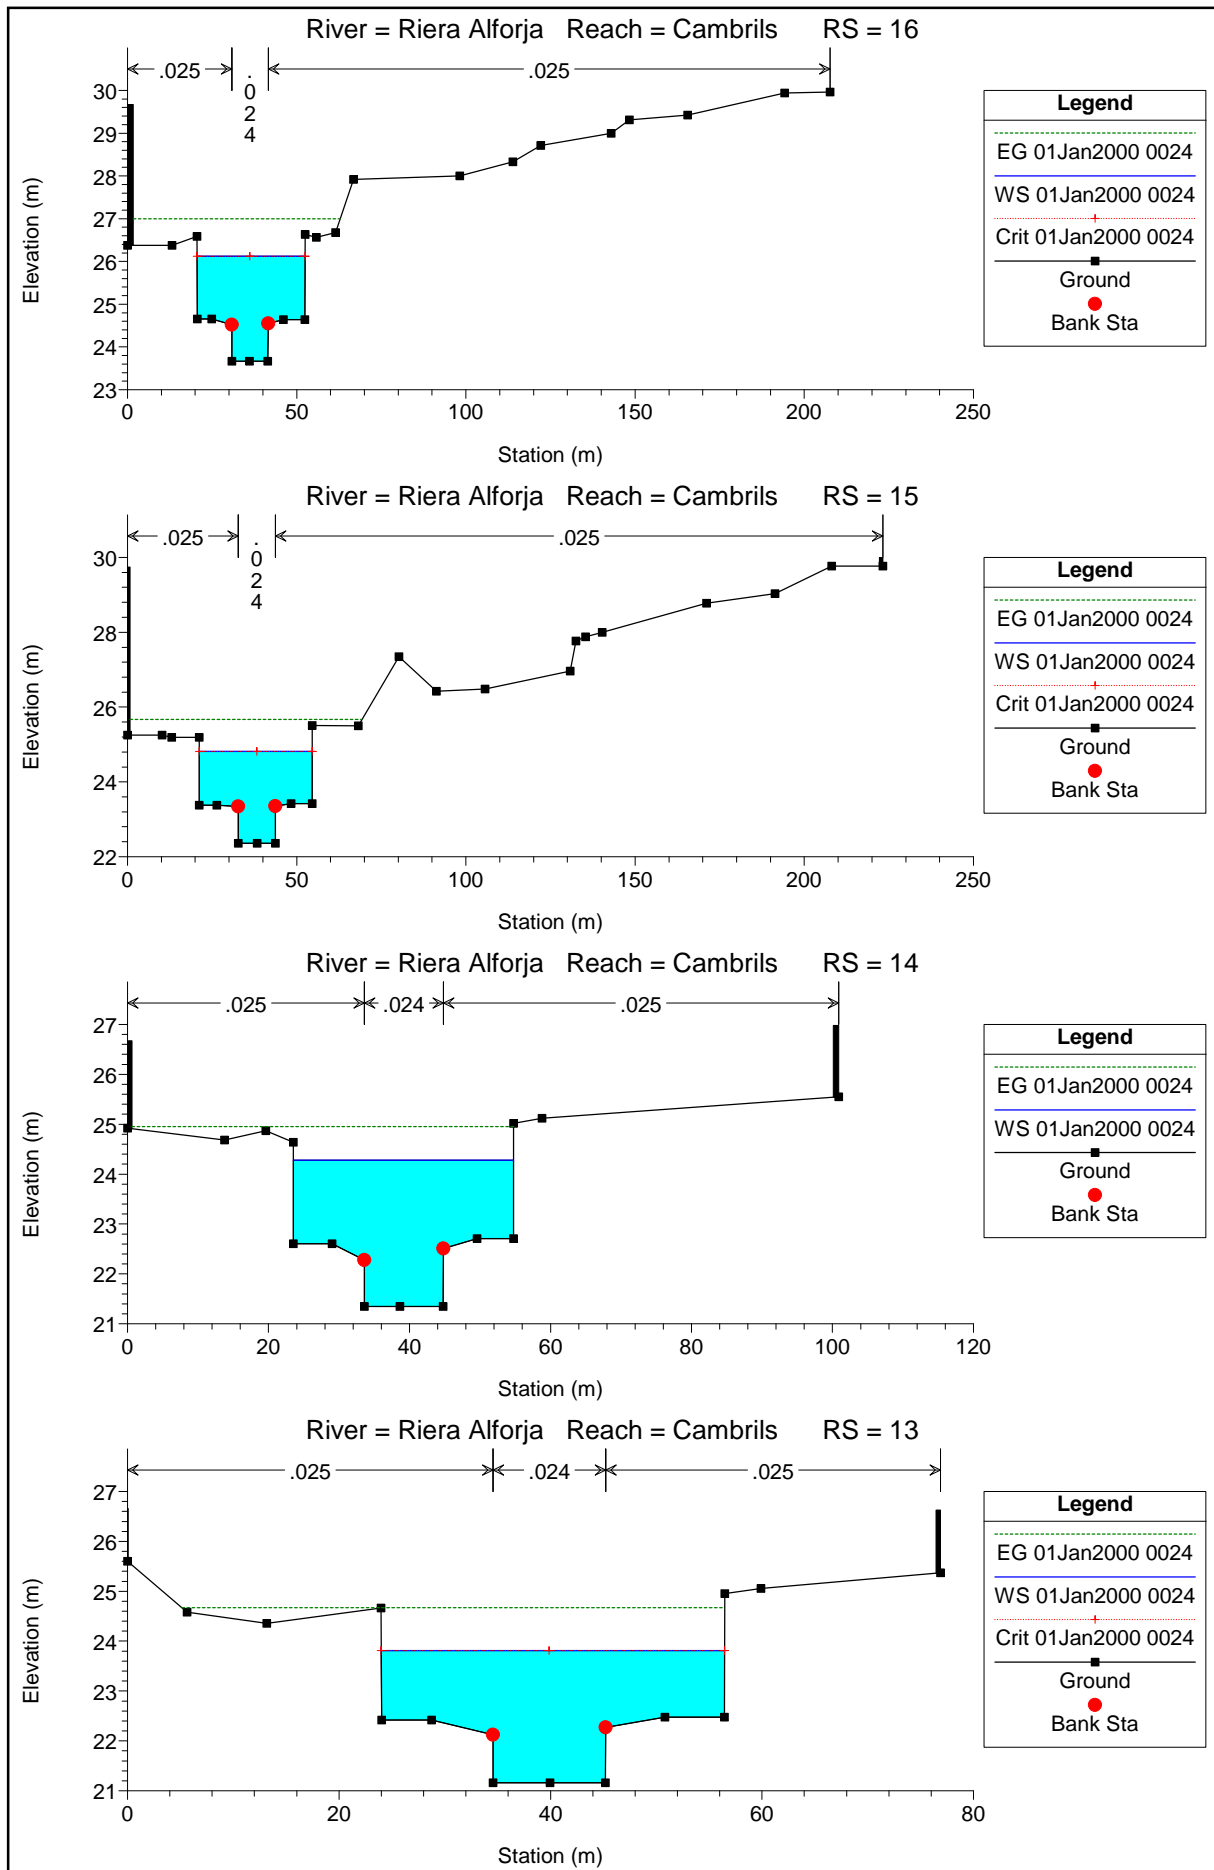 River = Riera Alforja Reach = Cambrils RS = 16
.025
.024
.025
30
29
28
27
26
25
24
23
Elevation (m)
0
50
100
150
200
250
Station (m)
Legend
EG 01Jan2000 0024
WS 01Jan2000 0024
Crit 01Jan2000 0024
Ground
Bank Sta
River = Riera Alforja Reach = Cambrils RS = 15
.025
.024
.025
30
28
26
24
22
Elevation (m)
0
50
100
150
200
250
Station (m)
Legend
EG 01Jan2000 0024
WS 01Jan2000 0024
Crit 01Jan2000 0024
Ground
Bank Sta
River = Riera Alforja Reach = Cambrils RS = 14
.025
.024
.025
27
26
25
24
23
22
21
Elevation (m)
0
20
40
60
80
100
120
Station (m)
Legend
EG 01Jan2000 0024
WS 01Jan2000 0024
Ground
Bank Sta
River = Riera Alforja Reach = Cambrils RS = 13
.025
.024
.025
27
26
25
24
23
22
21
Elevation (m)
0
20
40
60
80
Station (m)
Legend
EG 01Jan2000 0024
WS 01Jan2000 0024
Crit 01Jan2000 0024
Ground
Bank Sta